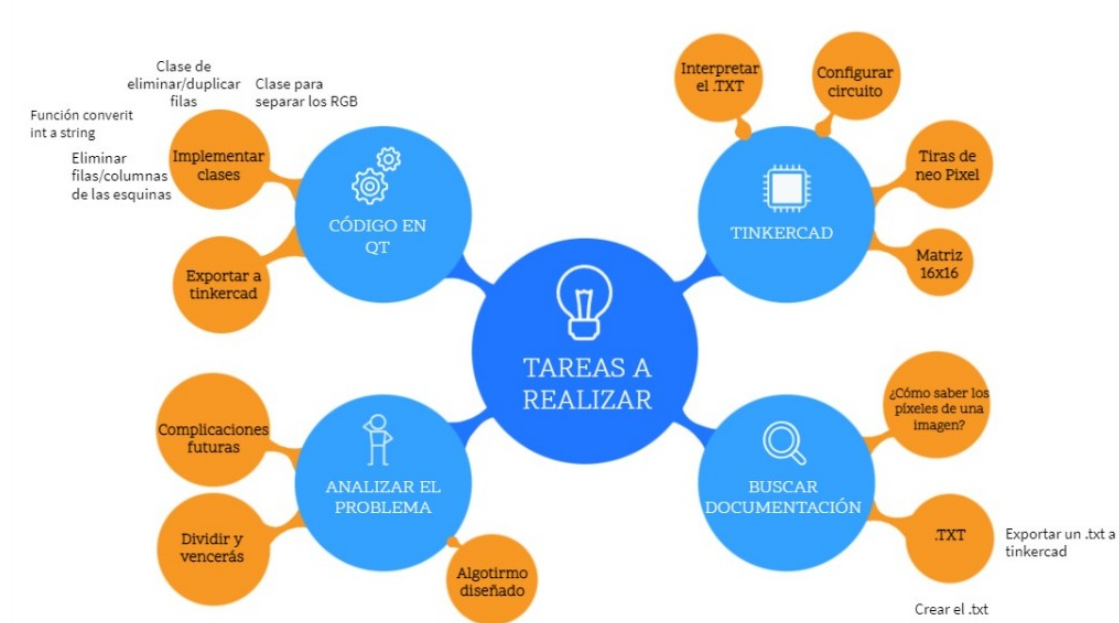 Clase de
eliminar/duplicar
filas
Clase para
separar los RGB
Función converit
int a string
Eliminar
filas/columnas
de las esquinas
Implementar
clases
CÓDIGO EN
QT
Exportar a
tinkercad
Interpretar
el .TXT
Configurar
circuito
Tiras de
neo Pixel
TINKERCAD
Matriz
16x16
TAREAS A
REALIZAR
Complicaciones
futuras
ANALIZAR EL
PROBLEMA
Dividir y
vencerás
Algotirmo
diseñado
¿Cómo saber los
píxeles de una
imagen?
BUSCAR
DOCUMENTACIÓN
.TXT
Exportar un .txt a
tinkercad
Crear el .txt